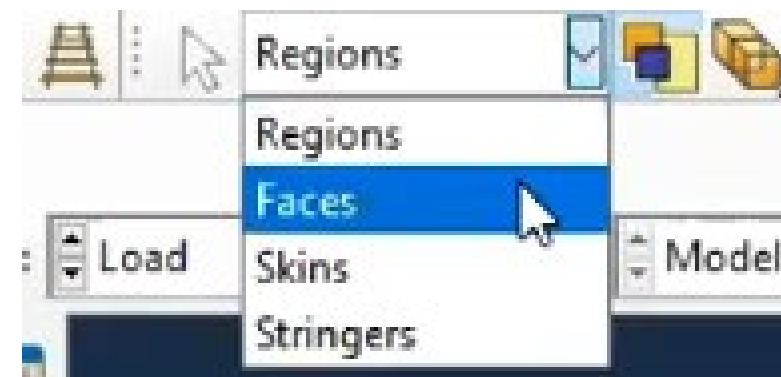 Regions
Regions
Faces
Load
Skins
Model
Stringers